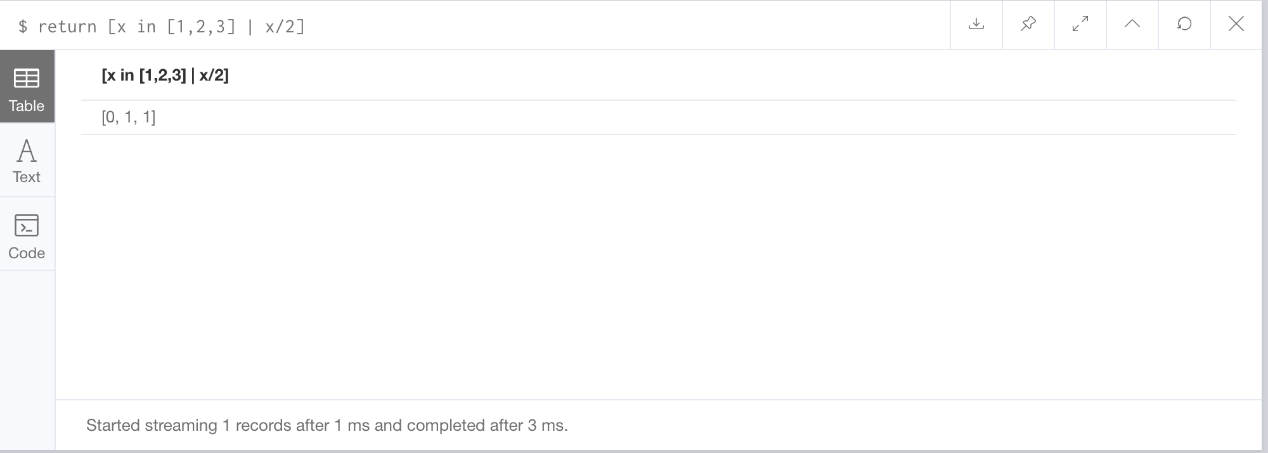 $ return [x in [1,2,3] | x/2]
Table
[x in [1,2,3] | x/2]
[0, 1, 1]
Text
Code
Started streaming 1 records after 1 ms and completed after 3 ms.